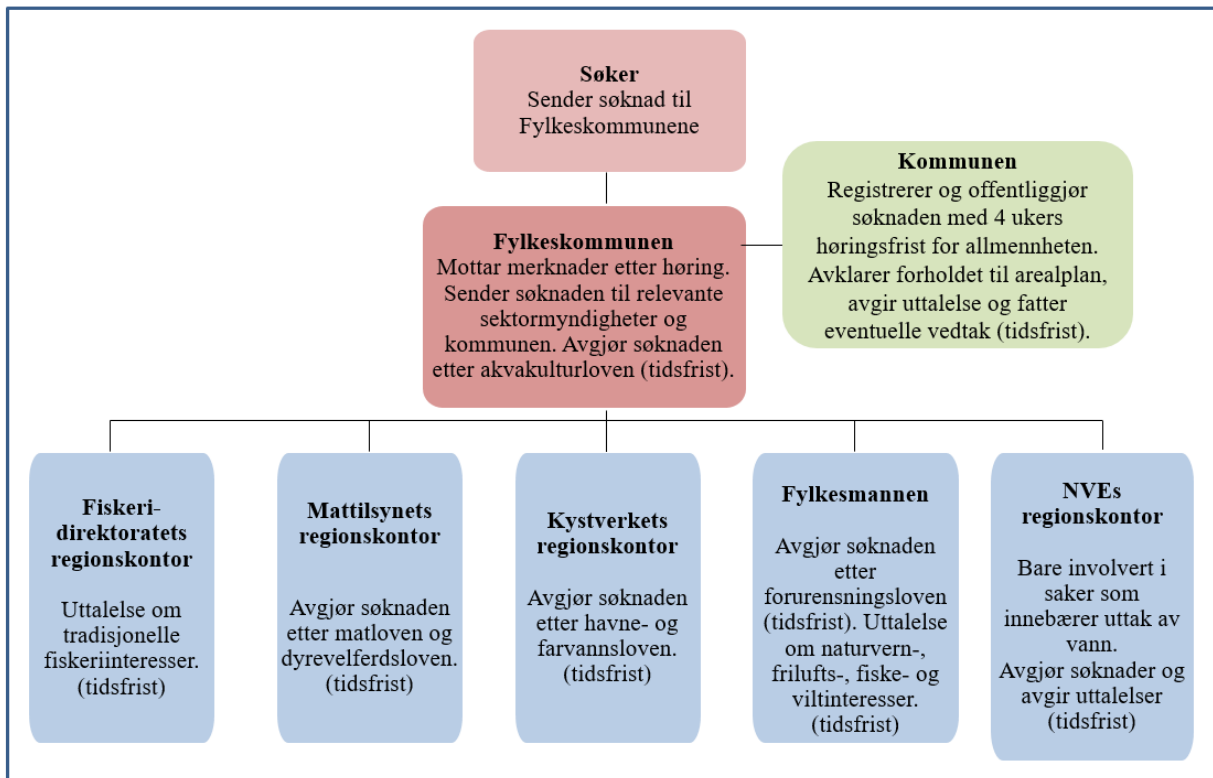 Søker
Sender søknad til
Fylkeskommunene
Kommunen
Registrerer og offentliggjør
søknaden med 4 ukers
høringsfrist for allmennheten.
Avklarer forholdet til arealplan,
avgir uttalelse og fatter
eventuelle vedtak (tidsfrist).
Fylkeskommunen
Mottar merknader etter høring.
Sender søknaden til relevante
sektormyndigheter og
kommunen. Avgjør søknaden
etter akvakulturloven (tidsfrist).
Fiskeri-
direktoratets
regionskontor
Uttalelse om
tradisjonelle
fiskeriinteresser.
(tidsfrist)
Mattilsynets
regionskontor
Avgjør søknaden
etter matloven og
dyrevelferdsloven.
(tidsfrist)
Kystverkets
regionskontor
Avgjør søknaden
etter havne- og
farvannsloven.
(tidsfrist)
Fylkesmannen
Avgjør søknaden
etter
forurensningsloven
(tidsfrist). Uttalelse
om naturvern-,
frilufts-, fiske- og
viltinteresser.
(tidsfrist)
NVEs
regionskontor
Bare involvert i
saker som
innebærer uttak av
vann.
Avgjør søknader og
avgir uttalelser
(tidsfrist)